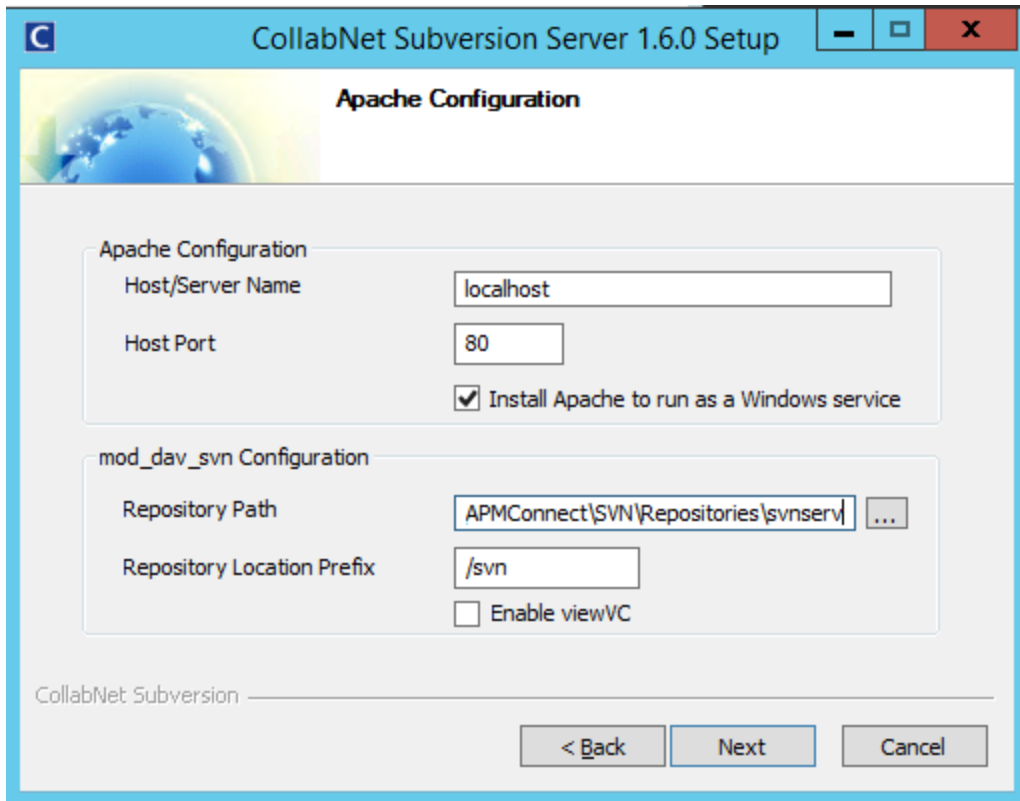 C CollabNet Subversion Server 1.6.0 Setup
Apache Configuration
Apache Configuration
Host/Server Name localhost
Host Port 80
Install Apache to run as a Windows service
mod_dav_svn Configuration
Repository Path APMConnect\SVN\Repositories\svnserv ...
Repository Location Prefix /svn
Enable viewVC
CollabNet Subversion
< Back Next Cancel